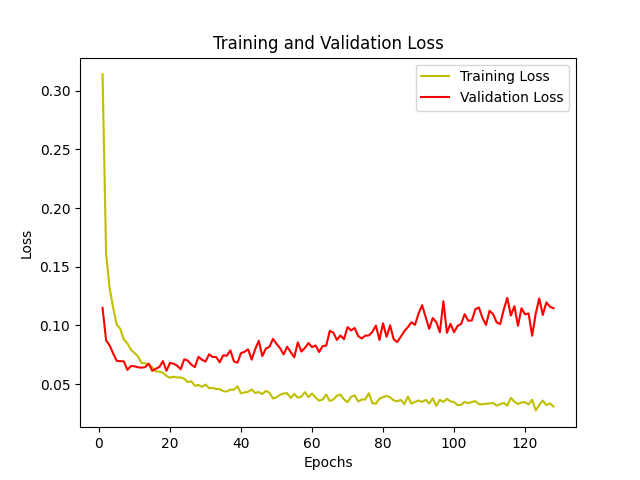 Training and Validation Loss
Training Loss
Validation Loss
0.30
0.25
0.20
0.15
0.10
0.05
Loss
0 20 40 60 80 100 120
Epochs